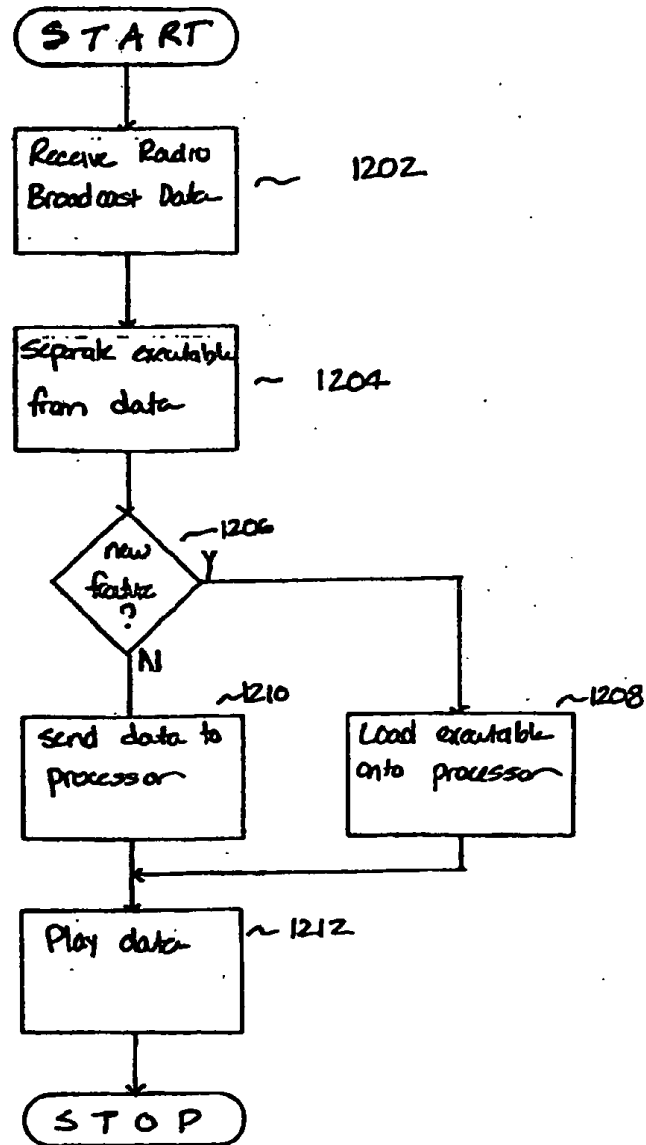 START
Receive Radio
Broadcast Data
1202
Separate executable
from data
1204
new
feature
?
1206
Y
N
1210
send data to
processor
1208
Load executable
onto processor
Play data
1212
STOP